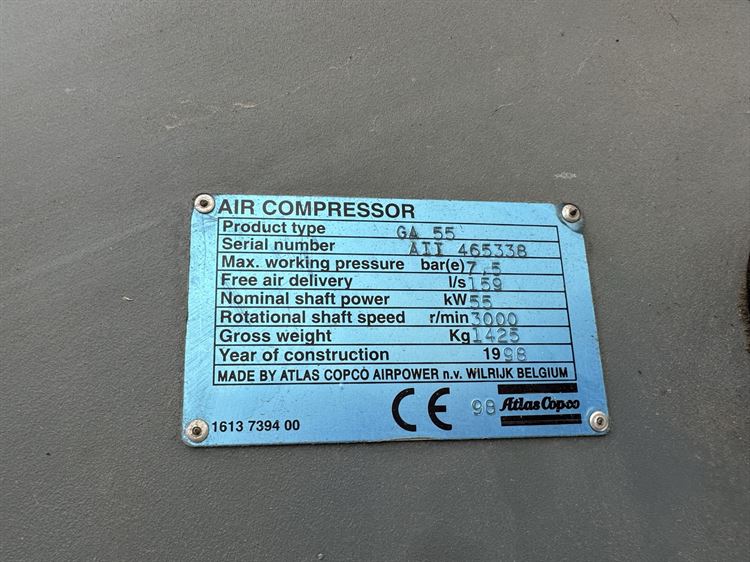 AIR COMPRESSOR
Product type GA 55
Serial number AII 465338
Max. working pressure bar(e) 7,5
Free air delivery l/s 159
Nominal shaft power kW 55
Rotational shaft speed r/min 3000
Gross weight Kg 1425
Year of construction 1998
MADE BY ATLAS COPCO AIRPOWER n.v. WILRIJK BELGIUM
1613 7394 00 CE 98 Atlas Copco